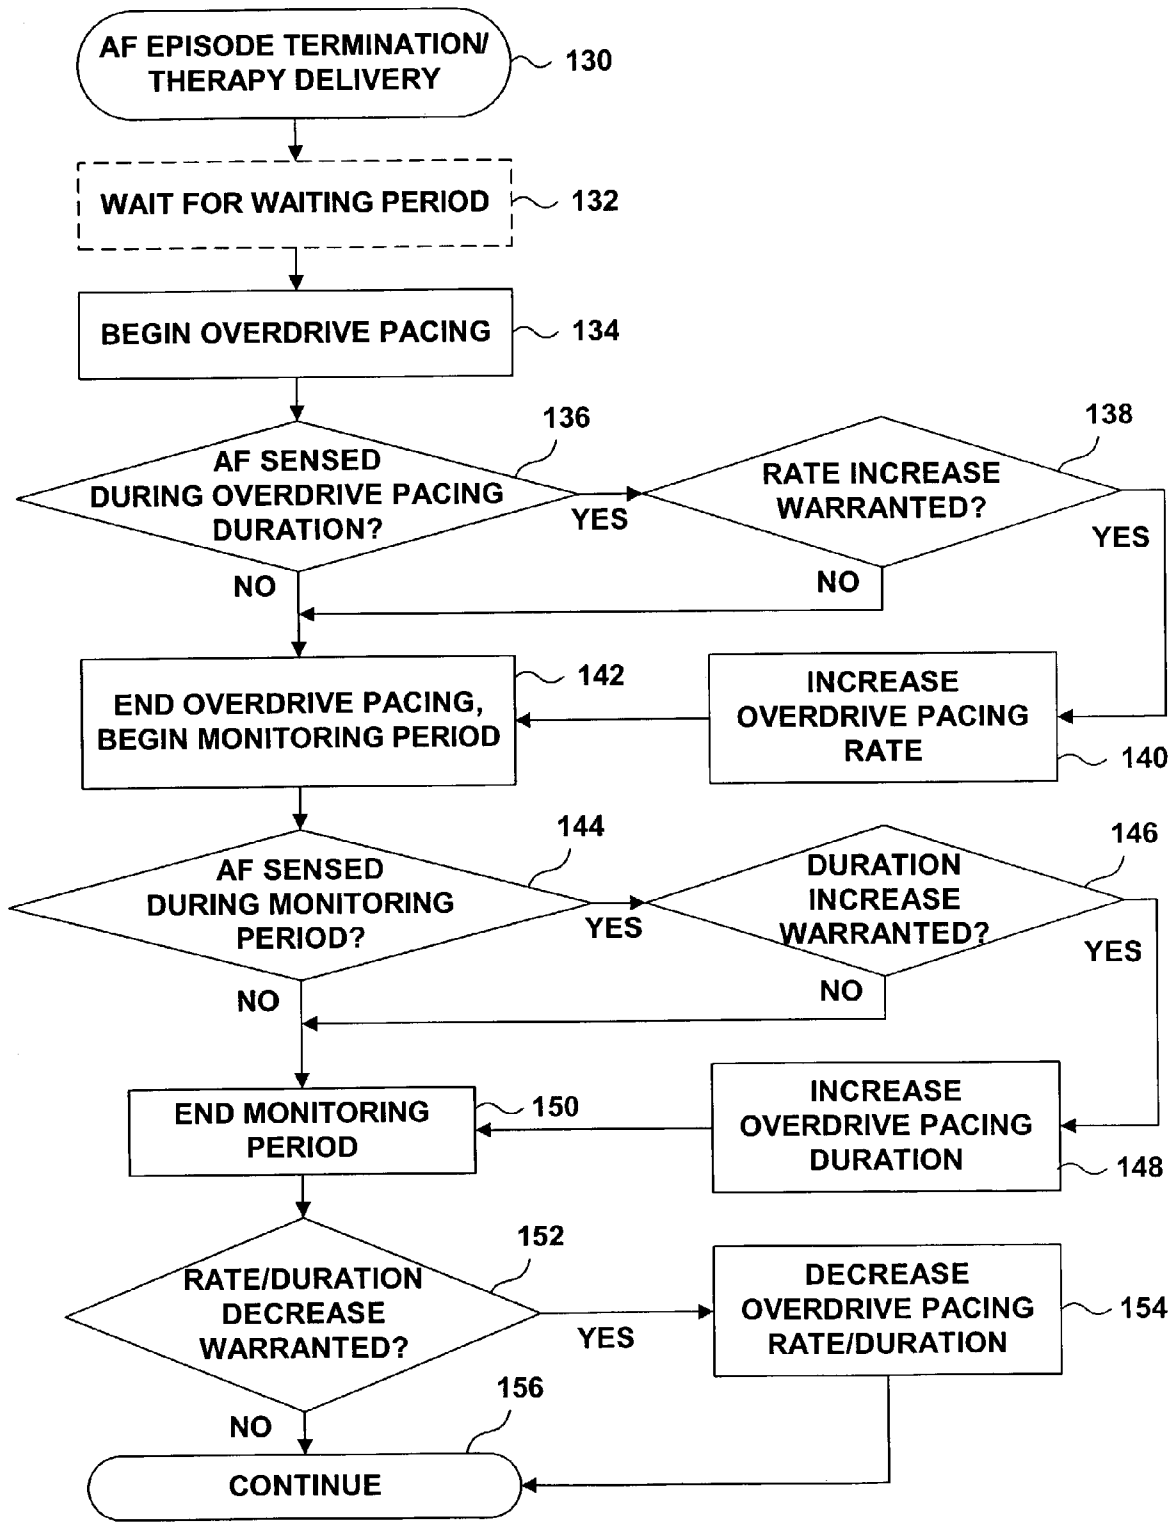 AF EPISODE TERMINATION/
THERAPY DELIVERY
130
WAIT FOR WAITING PERIOD
132
BEGIN OVERDRIVE PACING
134
136
AF SENSED
DURING OVERDRIVE PACING
DURATION?
YES
NO
138
RATE INCREASE
WARRANTED?
YES
NO
142
END OVERDRIVE PACING,
BEGIN MONITORING PERIOD
INCREASE
OVERDRIVE PACING
RATE
140
144
AF SENSED
DURING MONITORING
PERIOD?
YES
NO
146
DURATION
INCREASE
WARRANTED?
YES
NO
END MONITORING
PERIOD
150
INCREASE
OVERDRIVE PACING
DURATION
148
152
RATE/DURATION
DECREASE
WARRANTED?
YES
NO
DECREASE
OVERDRIVE PACING
RATE/DURATION
154
156
CONTINUE